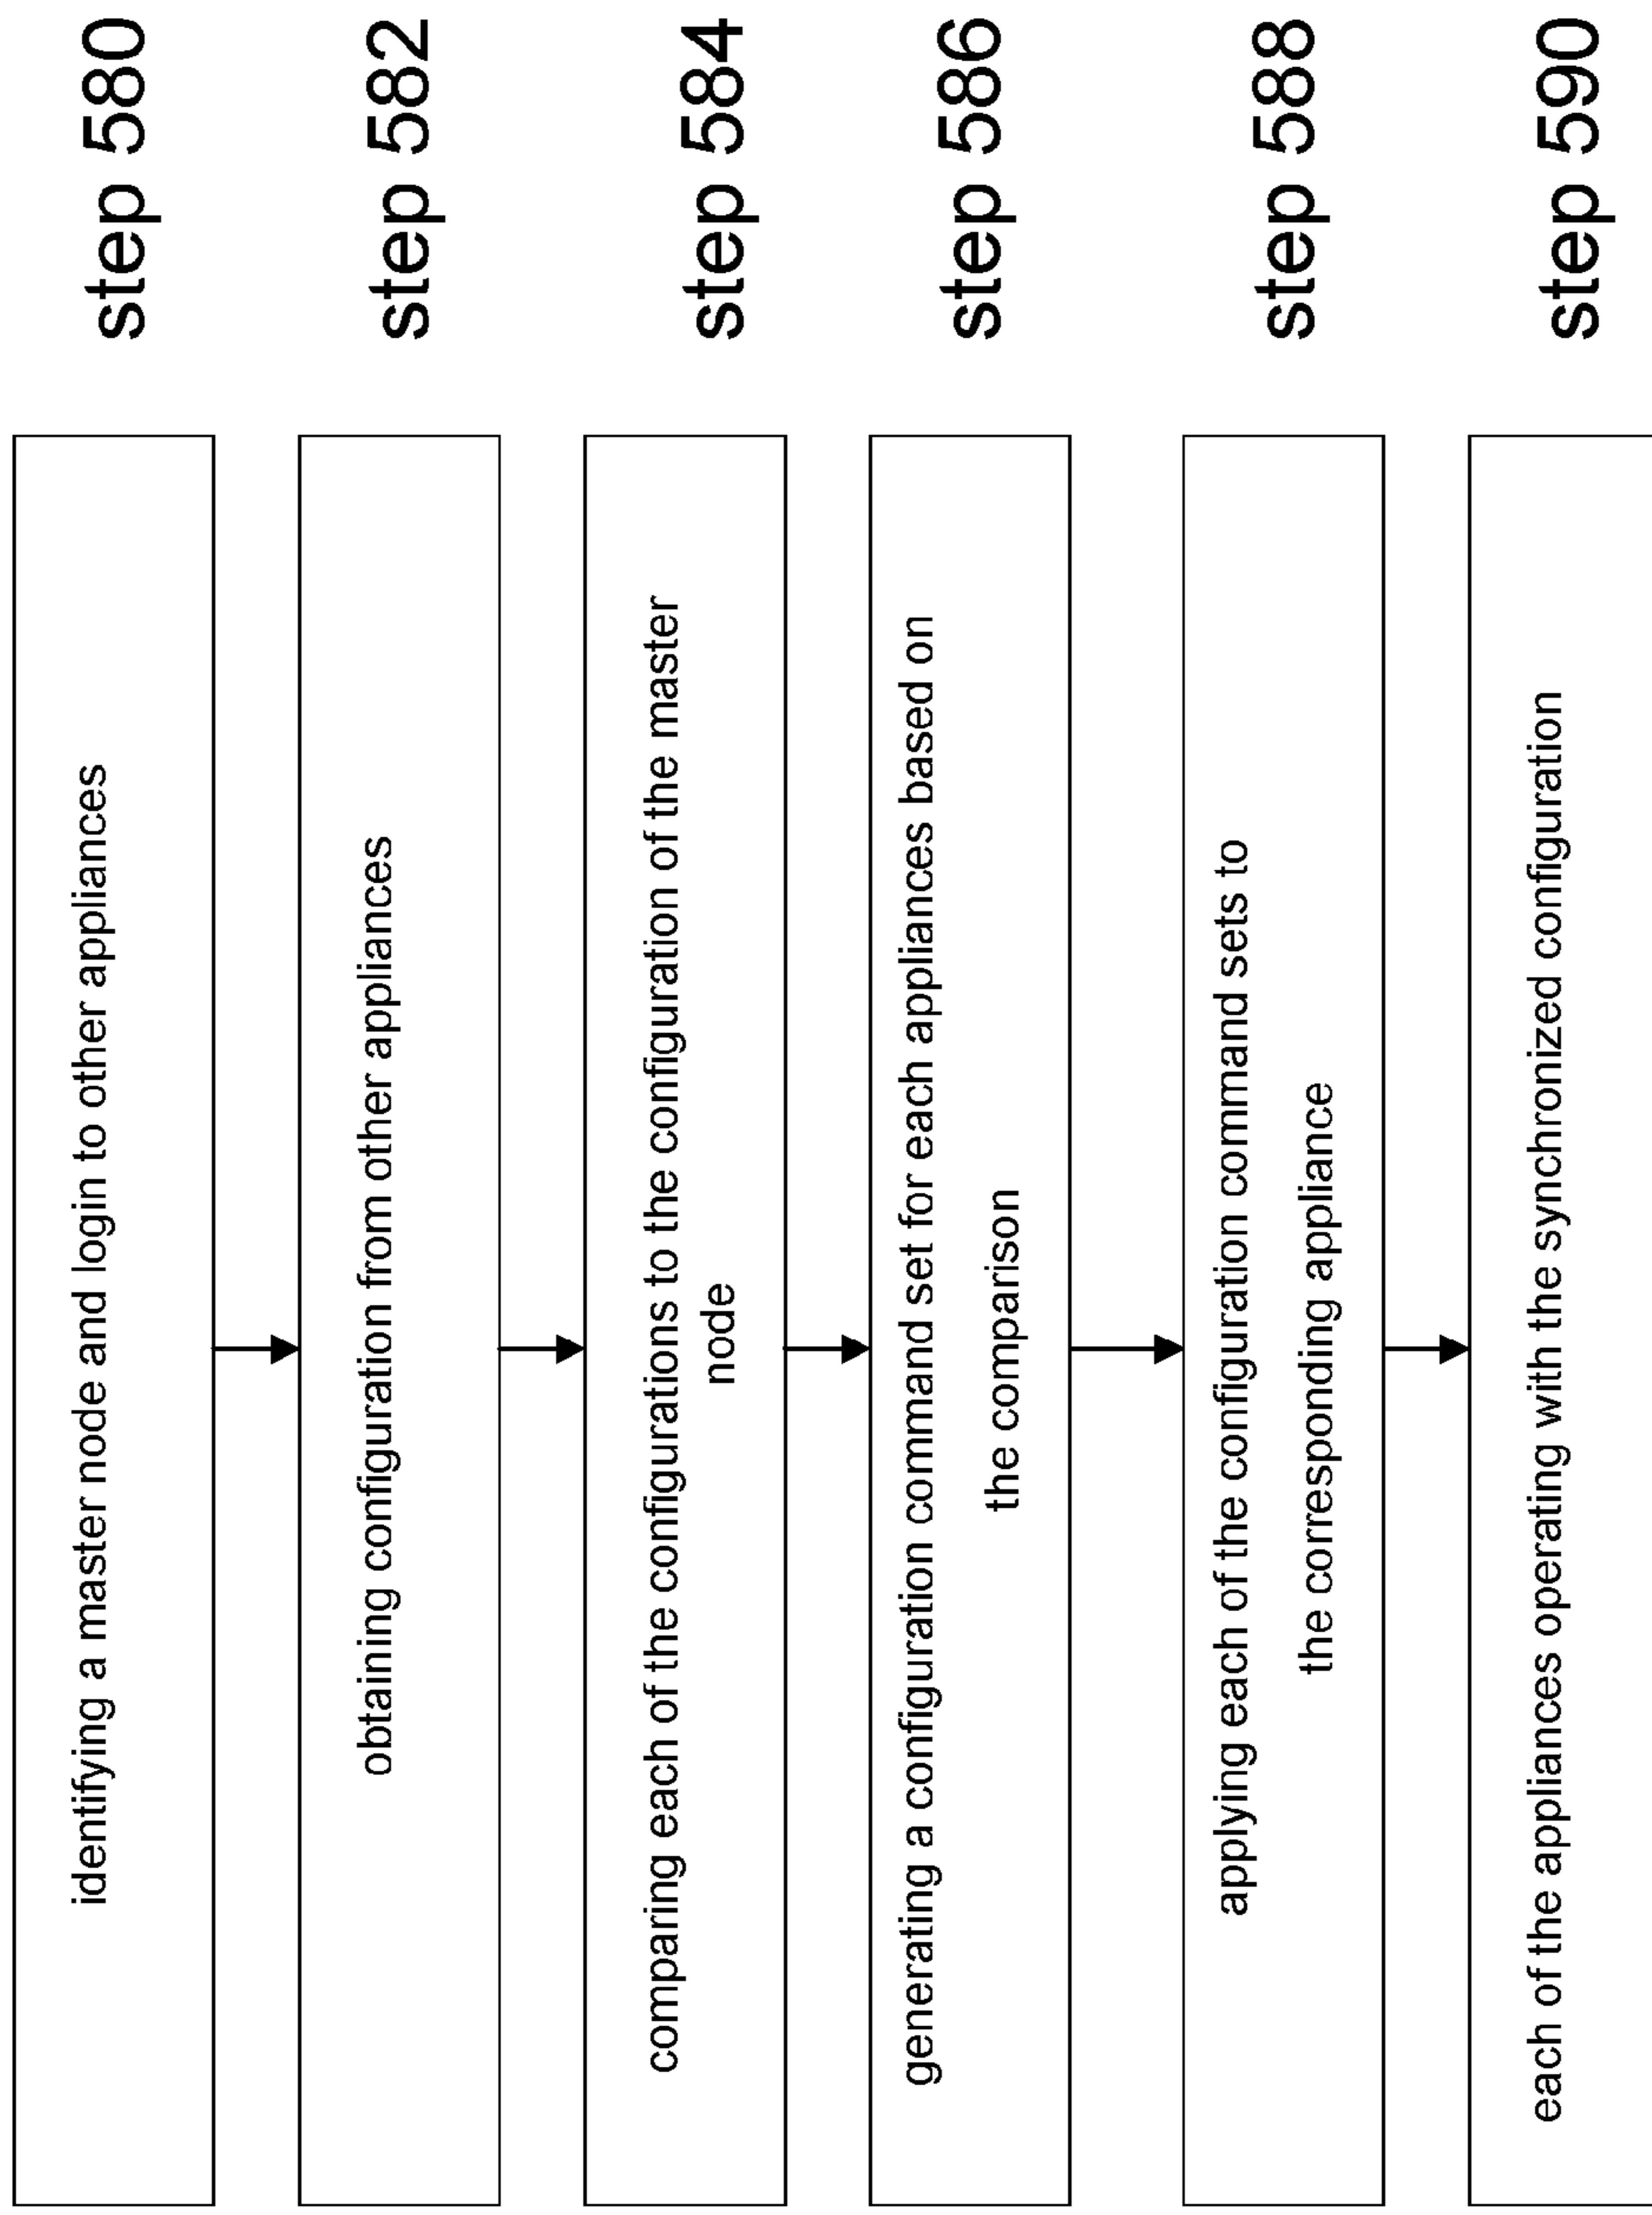 identifying a master node and login to other appliances
step 580
obtaining configuration from other appliances
step 582
comparing each of the configurations to the configuration of the master
node
step 584
generating a configuration command set for each appliances based on
the comparison
step 586
applying each of the configuration command sets to
the corresponding appliance
step 588
each of the appliances operating with the synchronized configuration
step 590